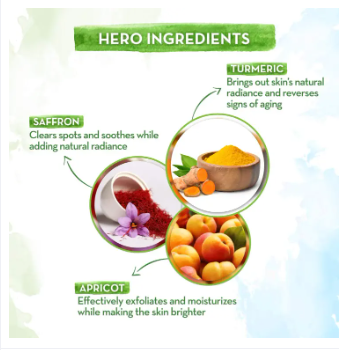 HERO INGREDIENTS
TURMERIC
Brings out skin's natural
radiance and reverses
signs of aging
SAFFRON
Clears spots and soothes while
adding natural radiance
APRICOT
Effectively exfoliates and moisturizes
while making the skin brighter